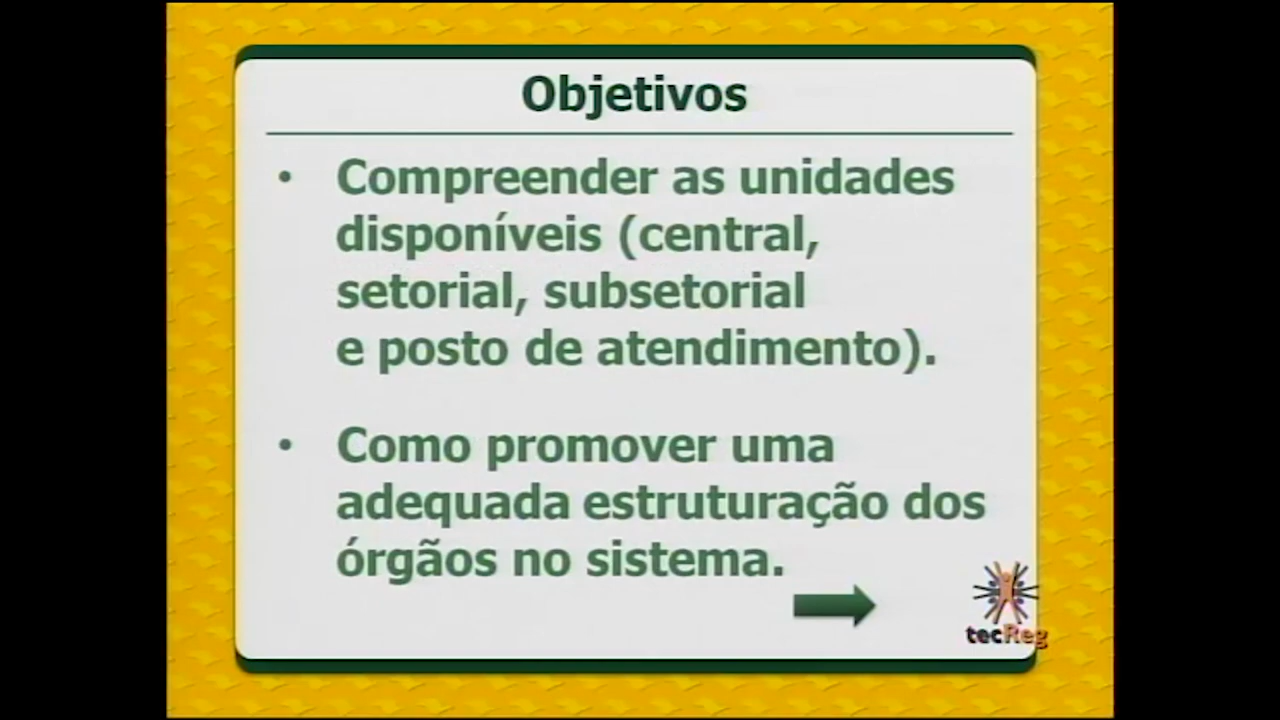 Objetivos
• Compreender as unidades
disponíveis (central,
setorial, subsetorial
e posto de atendimento).
• Como promover uma
adequada estruturação dos
órgãos no sistema.
tecReg